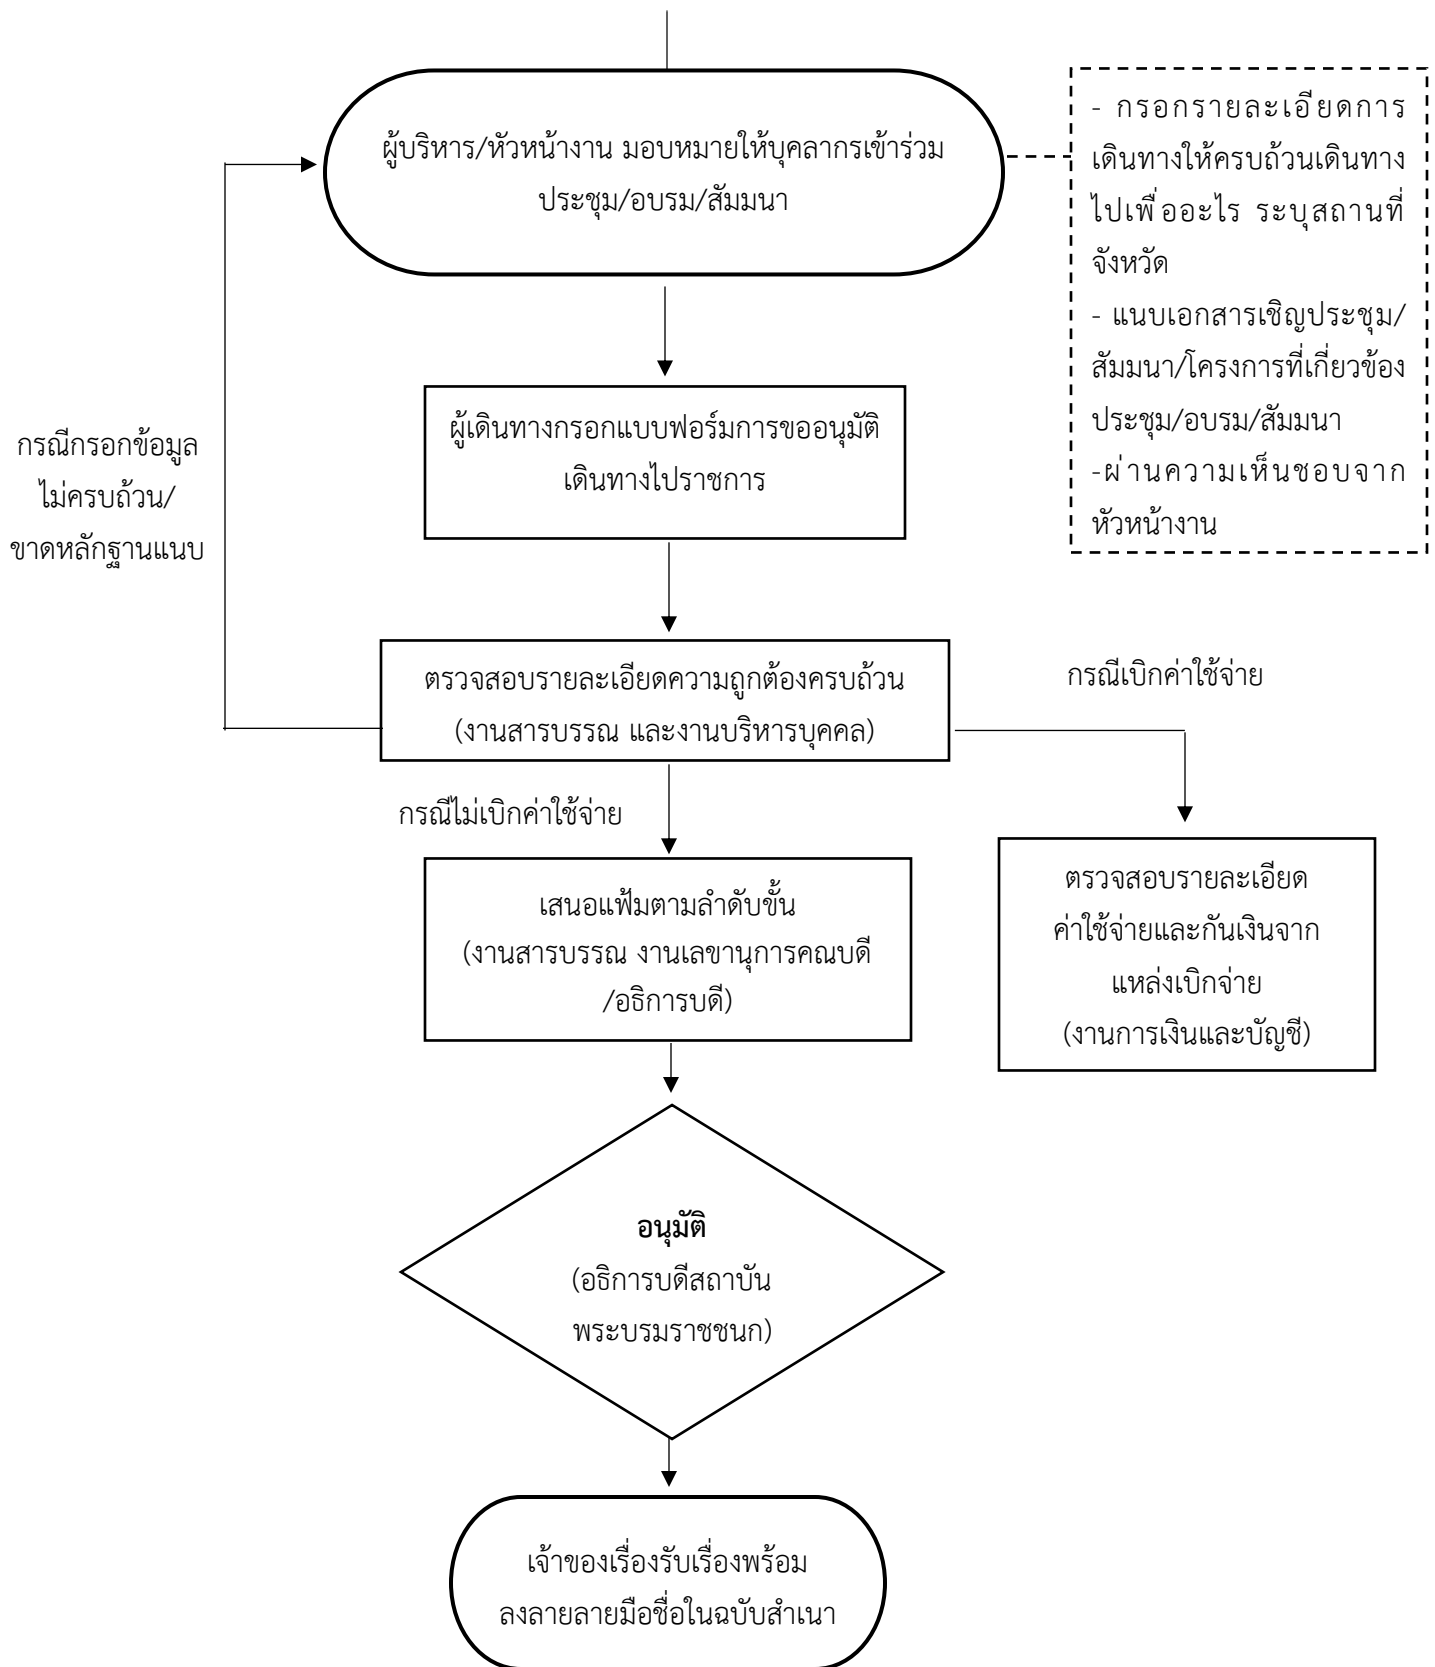 ผู้บริหาร/หัวหน้างาน มอบหมายให้บุคลากรเข้าร่วม
ประชุม/อบรม/สัมมนา
- กรอกรายละเอียดการ
เดินทางให้ครบถ้วนเดินทาง
ไปเพื่ออะไร ระบุสถานที่
จังหวัด
- แนบเอกสารเชิญประชุม/
สัมมนา/โครงการที่เกี่ยวข้อง
ประชุม/อบรม/สัมมนา
-ผ่านความเห็นชอบจาก
หัวหน้างาน
ผู้เดินทางกรอกแบบฟอร์มการขออนุมัติ
เดินทางไปราชการ
กรณีกรอกข้อมูล
ไม่ครบถ้วน/
ขาดหลักฐานแนบ
ตรวจสอบรายละเอียดความถูกต้องครบถ้วน
(งานสารบรรณ และงานบริหารบุคคล)
กรณีเบิกค่าใช้จ่าย
กรณีไม่เบิกค่าใช้จ่าย
เสนอแฟ้มตามลำดับขั้น
(งานสารบรรณ งานเลขานุการคณบดี
/อธิการบดี)
ตรวจสอบรายละเอียด
ค่าใช้จ่ายและกันเงินจาก
แหล่งเบิกจ่าย
(งานการเงินและบัญชี)
อนุมัติ
(อธิการบดีสถาบัน
พระบรมราชชนก)
เจ้าของเรื่องรับเรื่องพร้อม
ลงลายลายมือชื่อในฉบับสำเนา